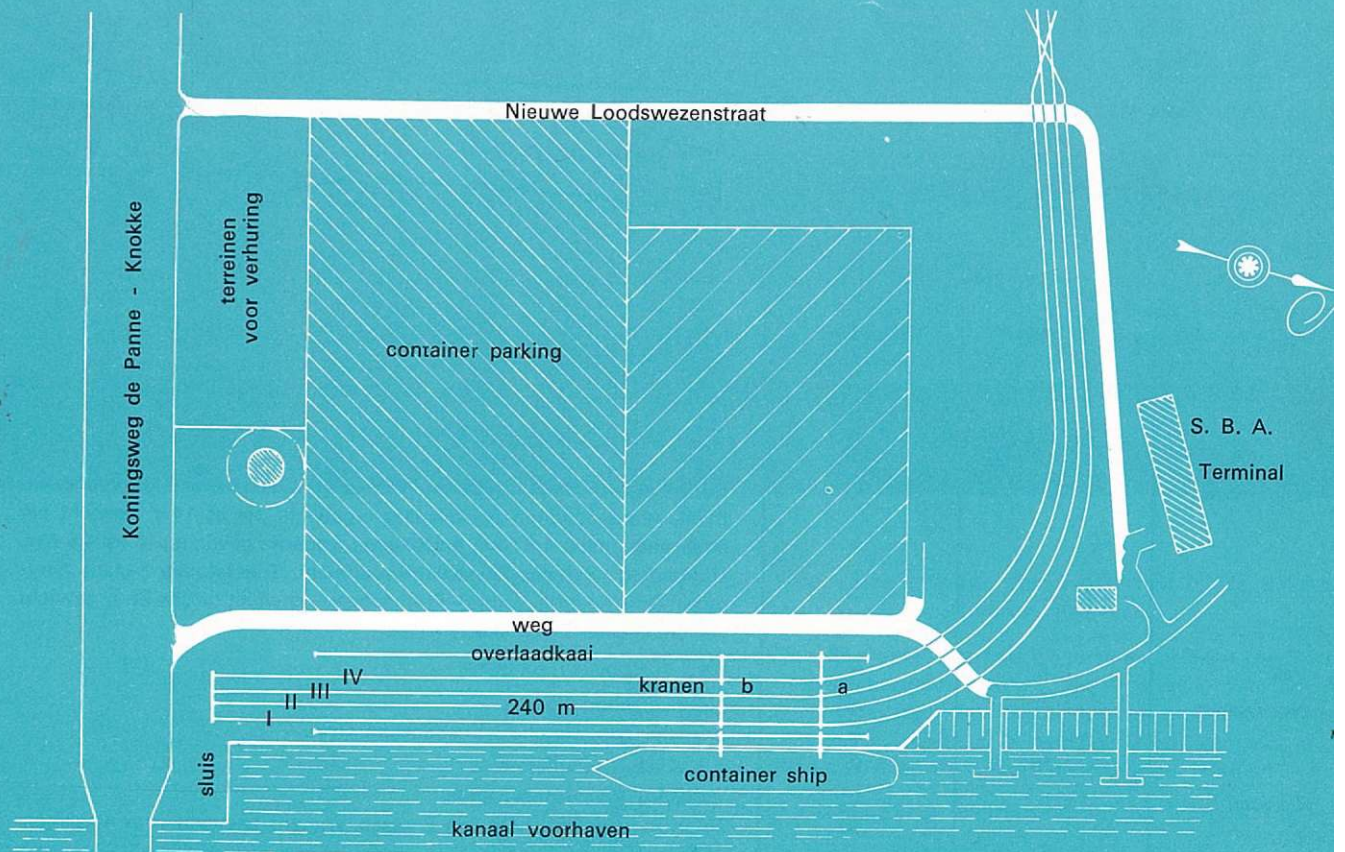 Nieuwe Loodswezenstraat
Koningsweg de Panne - Knokke
terreinen
voor verhuring
container parking
S. B. A.
Terminal
weg
overlaadkaai
IV
III
II
I
kranen b a
240 m
sluis
container ship
kanaal voorhaven